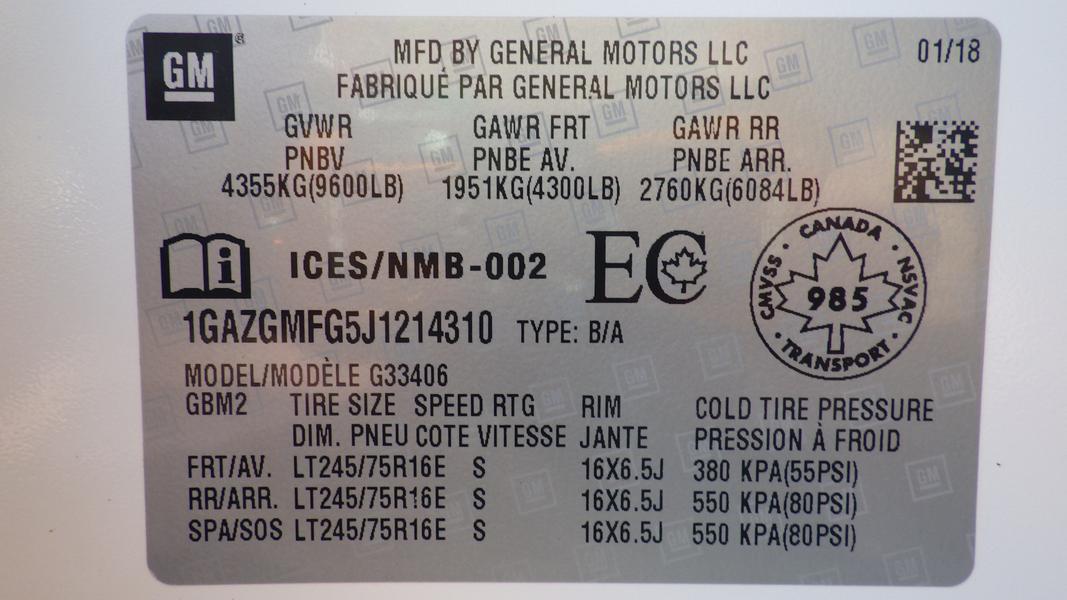 GM ® MFD BY GENERAL MOTORS LLC 01/18
FABRIQUÉ PAR GENERAL MOTORS LLC
GVWR GAWR FRT GAWR RR
PNBV PNBE AV. PNBE ARR.
4355KG(9600LB) 1951KG(4300LB) 2760KG(6084LB)
i ICES/NMB-002 EC
CANADA CMVSS NSVAC 985 TRANSPORT
1GAZGMFG5J1214310 TYPE: B/A
MODEL/MODÈLE G33406
GBM2 TIRE SIZE SPEED RTG RIM COLD TIRE PRESSURE
DIM. PNEU COTE VITESSE JANTE PRESSION À FROID
FRT/AV. LT245/75R16E S 16X6.5J 380 KPA(55PSI)
RR/ARR. LT245/75R16E S 16X6.5J 550 KPA(80PSI)
SPA/SOS LT245/75R16E S 16X6.5J 550 KPA(80PSI)